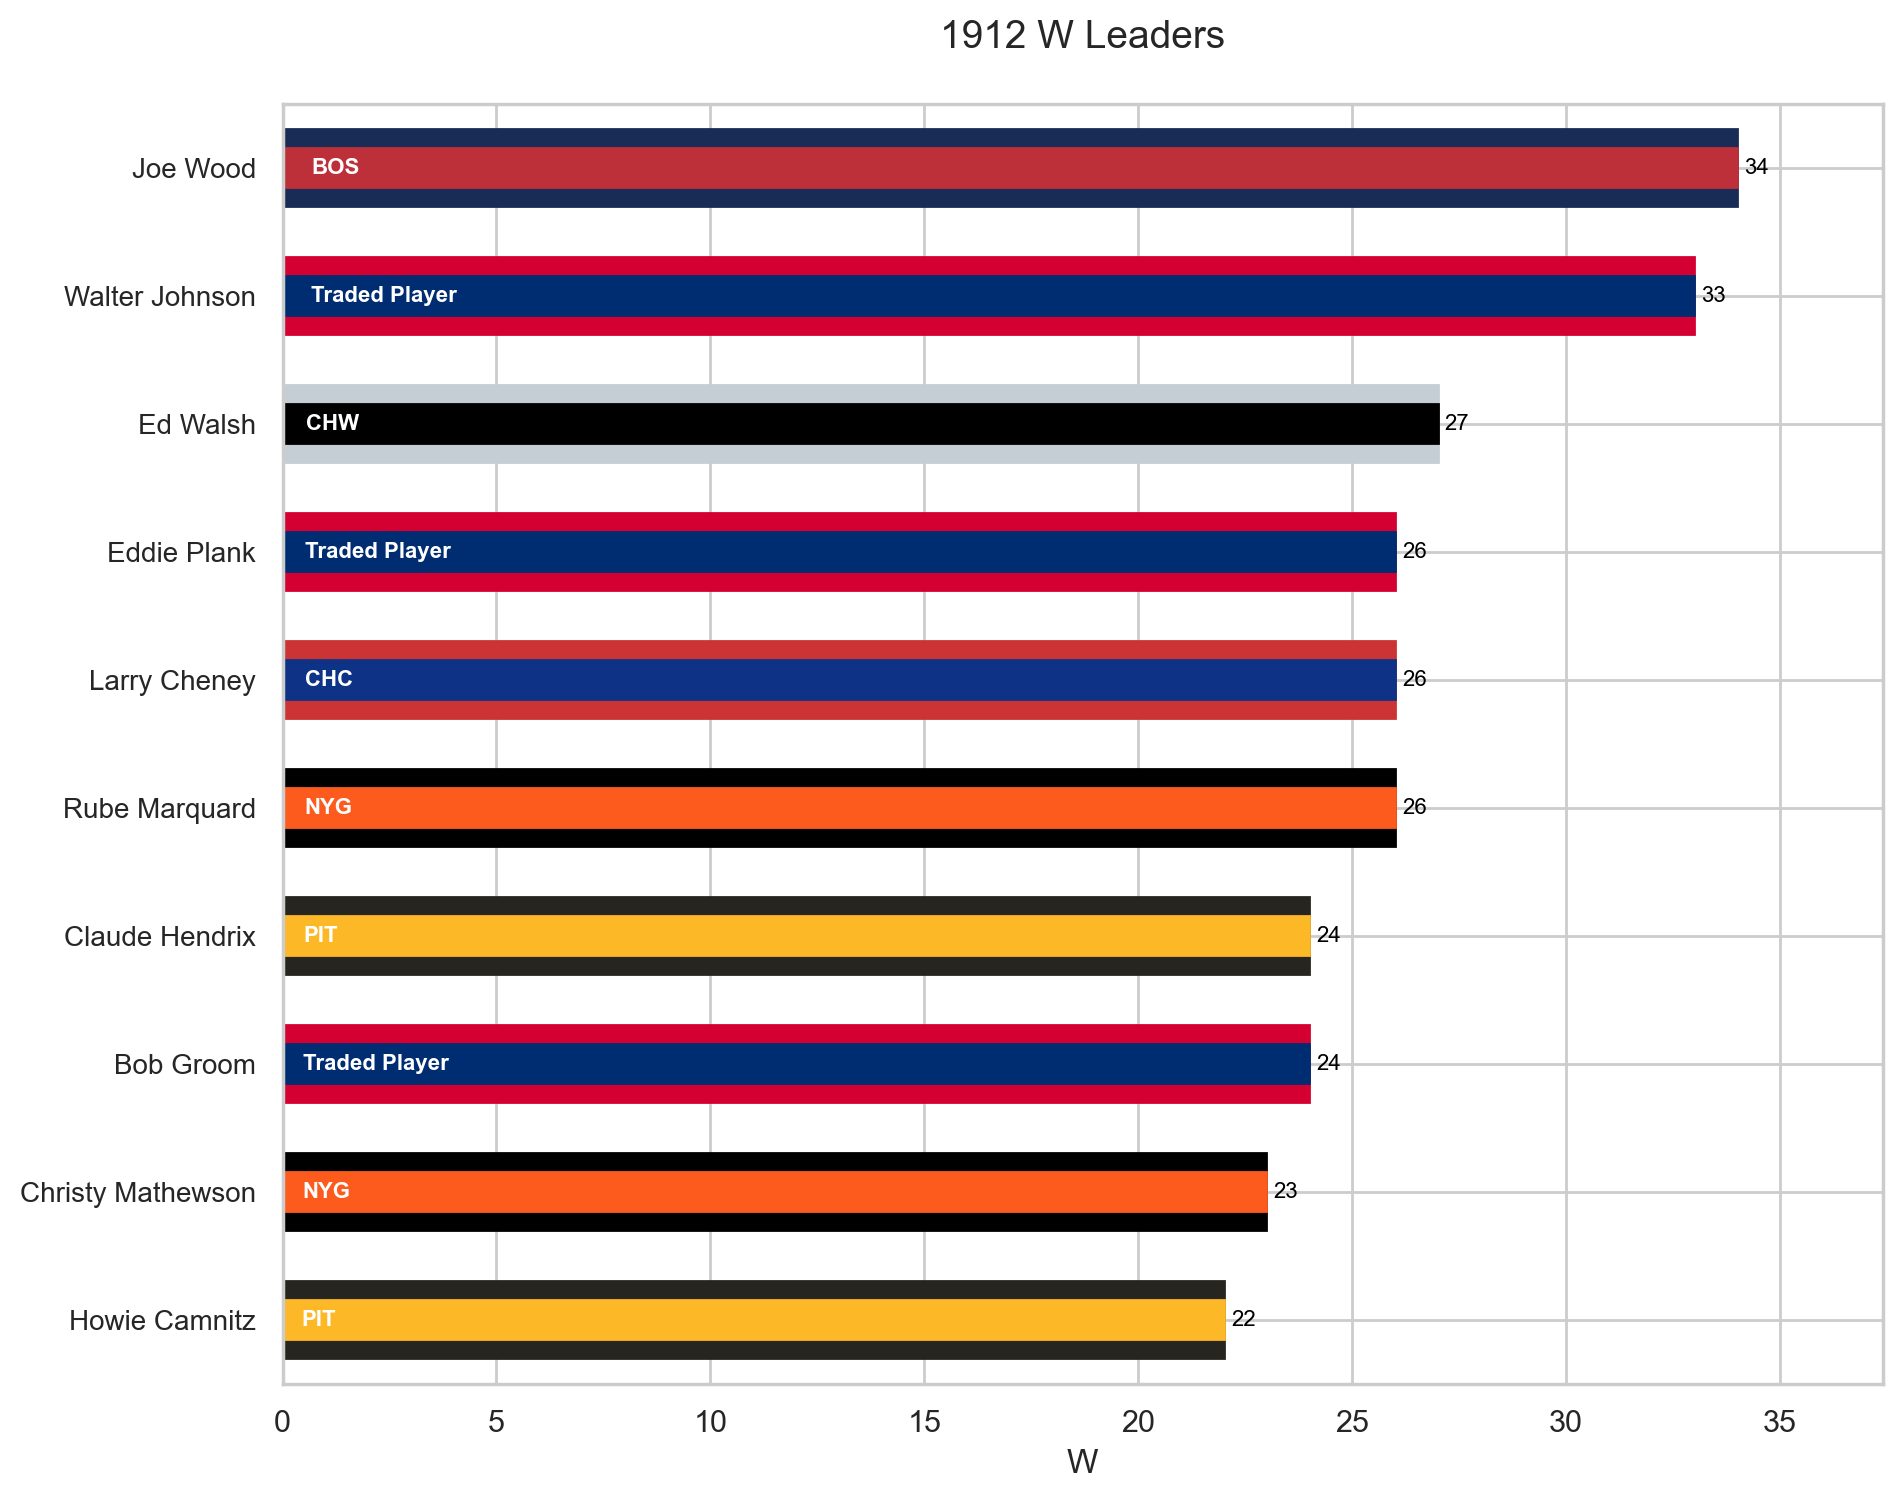 1912 W Leaders
Joe Wood BOS 34
Walter Johnson Traded Player 33
Ed Walsh CHW 27
Eddie Plank Traded Player 26
Larry Cheney CHC 26
Rube Marquard NYG 26
Claude Hendrix PIT 24
Bob Groom Traded Player 24
Christy Mathewson NYG 23
Howie Camnitz PIT 22
0 5 10 15 20 25 30 35
W